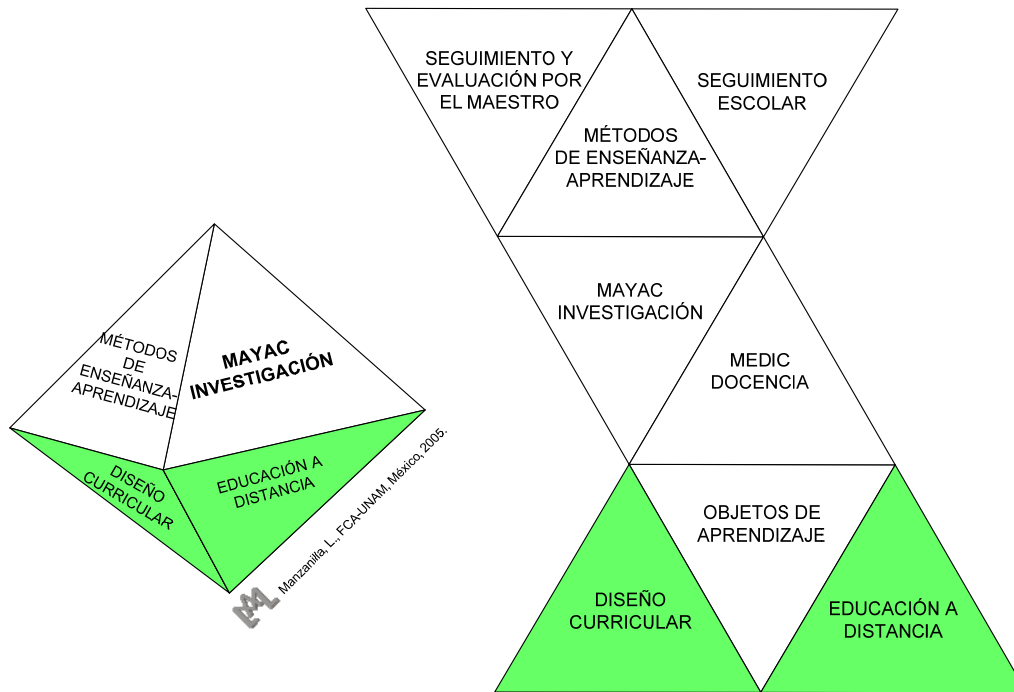 SEGUIMIENTO Y
EVALUACIÓN POR
EL MAESTRO
SEGUIMIENTO
ESCOLAR
MÉTODOS
DE ENSEÑANZA-
APRENDIZAJE
MAYAC
INVESTIGACIÓN
MEDIC
DOCENCIA
OBJETOS DE
APRENDIZAJE
DISEÑO
CURRICULAR
EDUCACIÓN A
DISTANCIA
MÉTODOS
DE
ENSEÑANZA-
APRENDIZAJE
MAYAC
INVESTIGACIÓN
DISEÑO
CURRICULAR
EDUCACIÓN A
DISTANCIA
Manzanilla, L., FCA-UNAM, México, 2005.